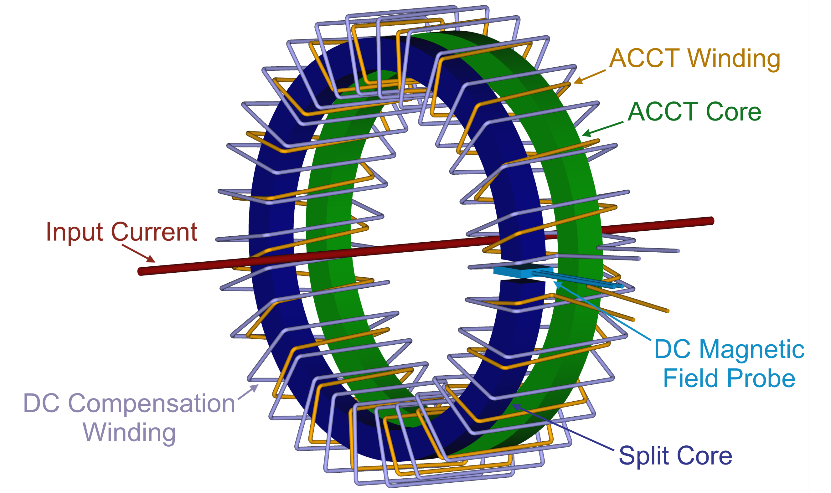 ACCT Winding
ACCT Core
Input Current
DC Magnetic
Field Probe
DC Compensation
Winding
Split Core